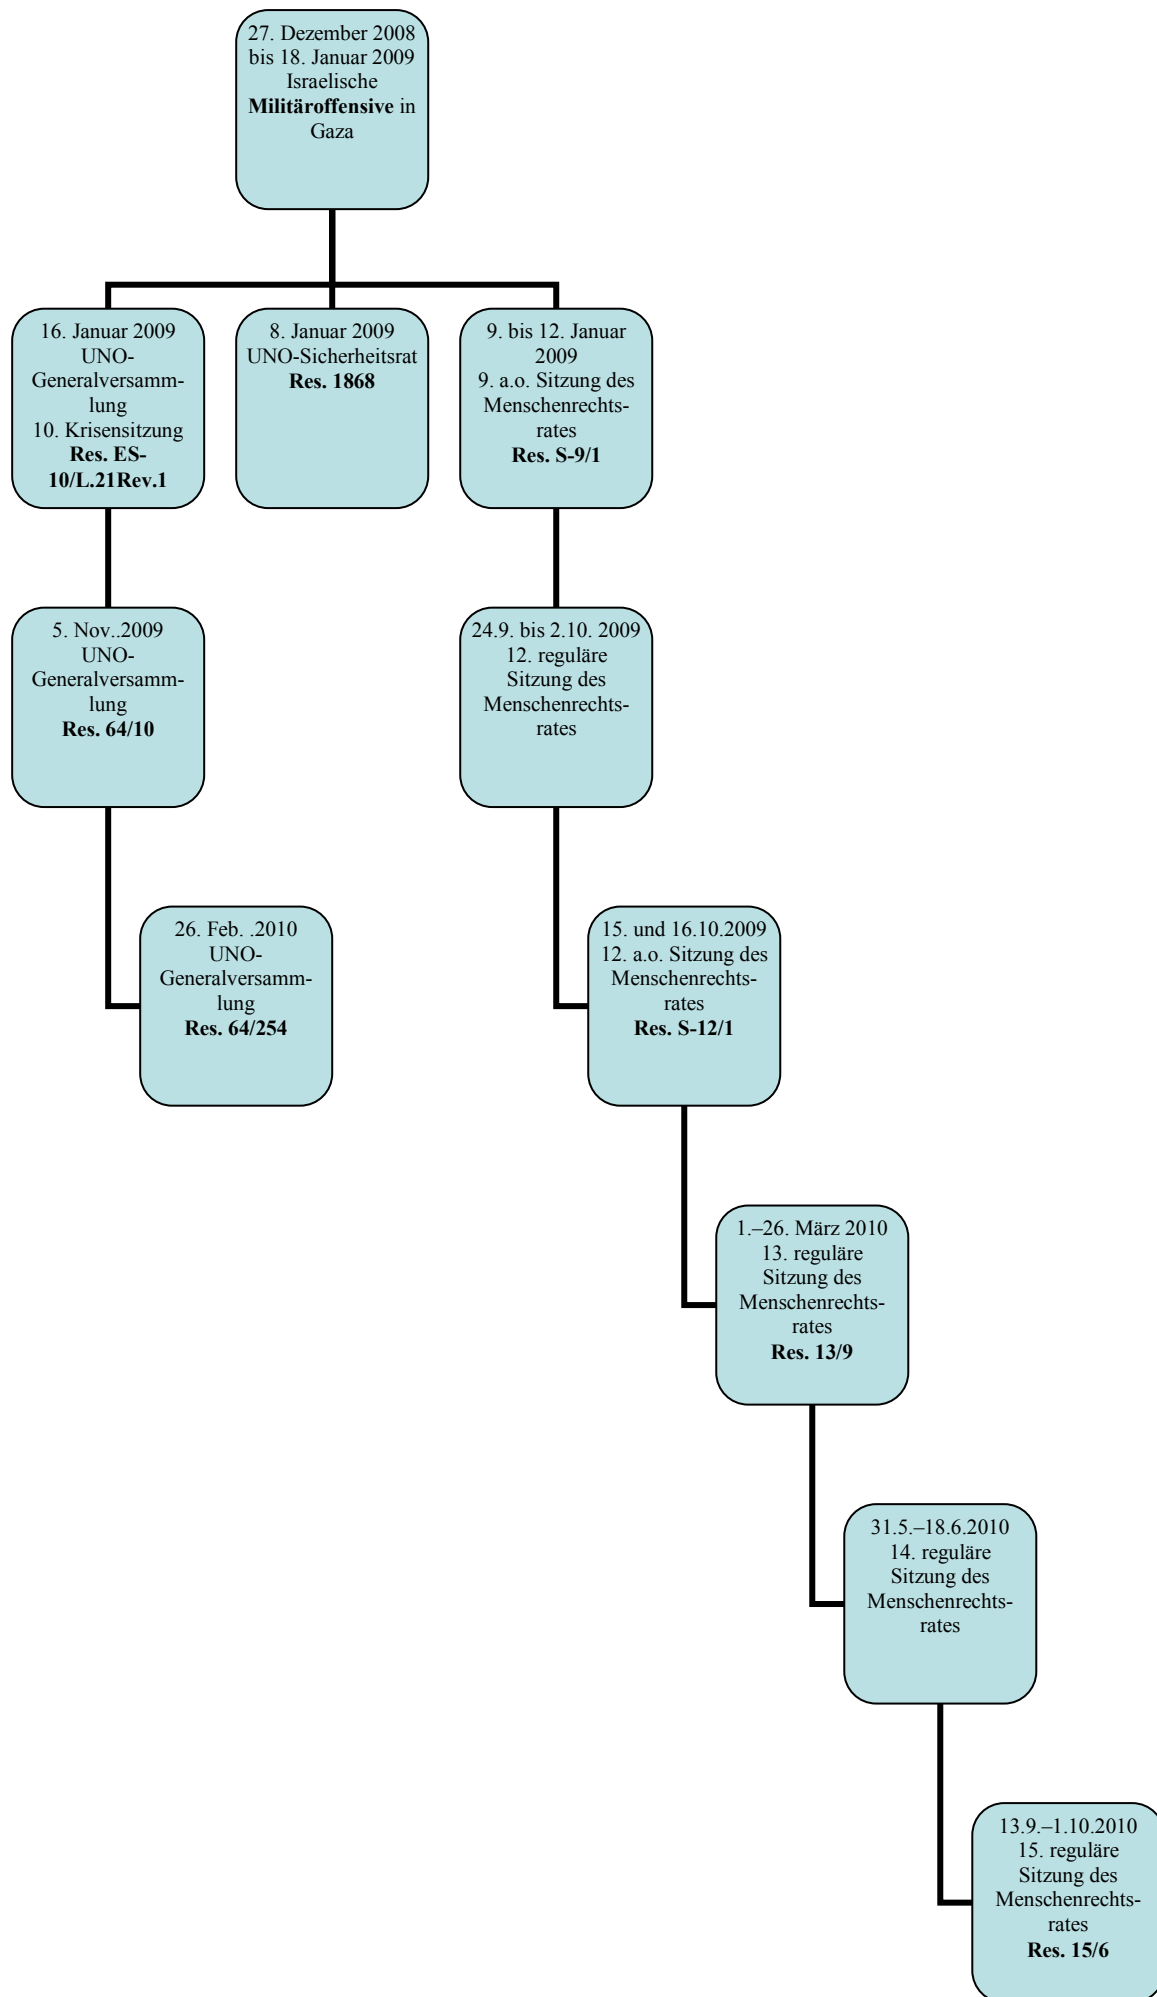 27. Dezember 2008
bis 18. Januar 2009
Israelische
Militäroffensive in
Gaza
16. Januar 2009
UNO-
Generalversamm-
lung
10. Krisensitzung
Res. ES-
10/L.21Rev.1
8. Januar 2009
UNO-Sicherheitsrat
Res. 1868
9. bis 12. Januar
2009
9. a.o. Sitzung des
Menschenrechts-
rates
Res. S-9/1
5. Nov..2009
UNO-
Generalversamm-
lung
Res. 64/10
24.9. bis 2.10. 2009
12. reguläre
Sitzung des
Menschenrechts-
rates
26. Feb. .2010
UNO-
Generalversamm-
lung
Res. 64/254
15. und 16.10.2009
12. a.o. Sitzung des
Menschenrechts-
rates
Res. S-12/1
1.–26. März 2010
13. reguläre
Sitzung des
Menschenrechts-
rates
Res. 13/9
31.5.–18.6.2010
14. reguläre
Sitzung des
Menschenrechts-
rates
13.9.–1.10.2010
15. reguläre
Sitzung des
Menschenrechts-
rates
Res. 15/6